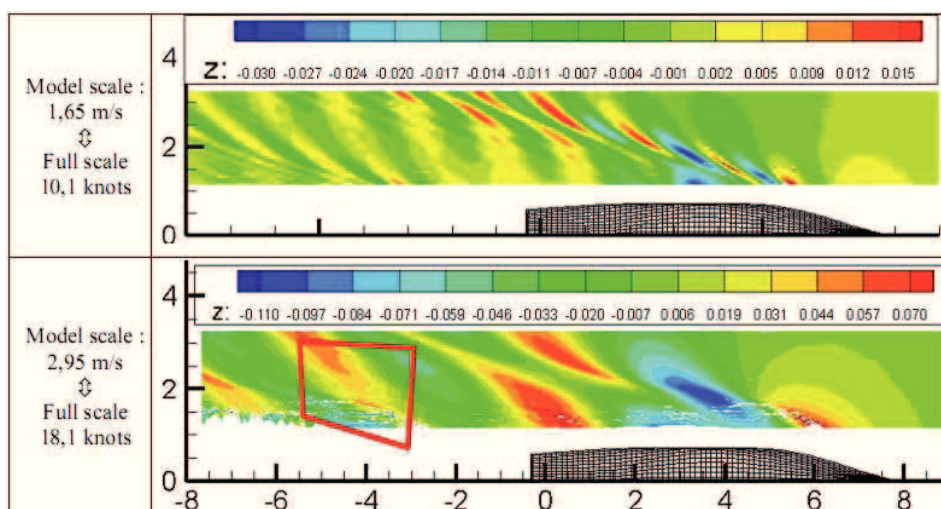 4
z: -0.030 -0.027 -0.024 -0.020 -0.017 -0.014 -0.011 -0.007 -0.004 -0.001 0.002 0.005 0.009 0.012 0.015
Model scale :
1,65 m/s
⇕
Full scale
10,1 knots
2
0
4
z: -0.110 -0.097 -0.084 -0.071 -0.059 -0.046 -0.033 -0.020 -0.007 0.006 0.019 0.031 0.044 0.057 0.070
Model scale :
2,95 m/s
⇕
Full scale
18,1 knots
2
0
-8 -6 -4 -2 0 2 4 6 8